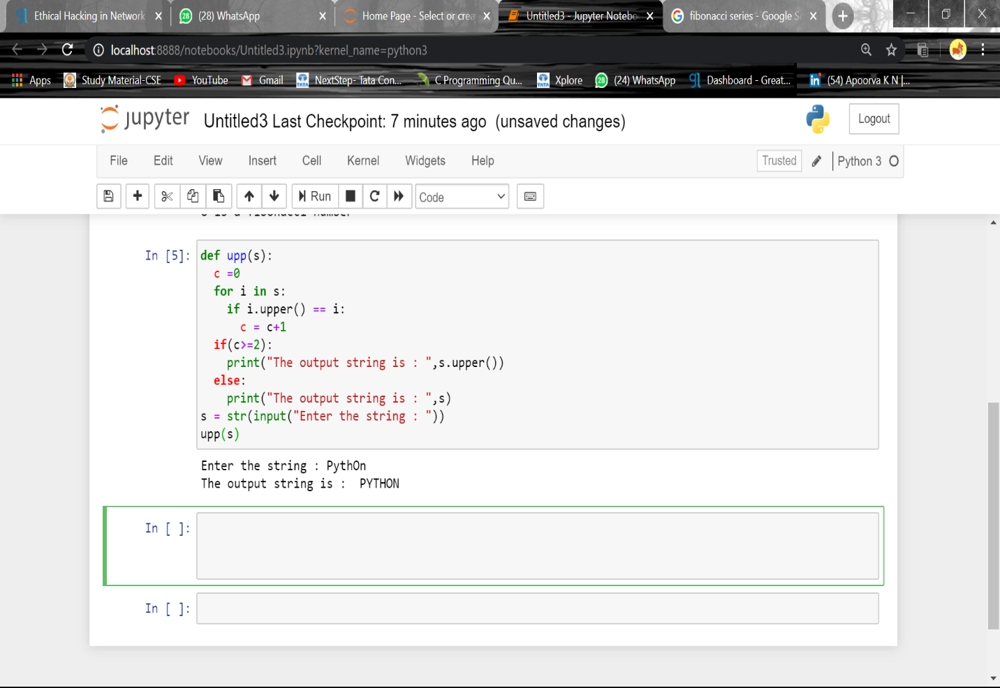 Ethical Hacking in Network
(28) WhatsApp
Home Page - Select or crea
Untitled3 - Jupyter Notebo
fibonacci series - Google S
localhost:8888/notebooks/Untitled3.ipynb?kernel_name=python3
Apps
Study Material-CSE
YouTube
Gmail
NextStep- Tata Con...
C Programming Qu...
Xplore
(24) WhatsApp
Dashboard - Great...
(54) Apoorva K N |...
jupyter
Untitled3 Last Checkpoint: 7 minutes ago (unsaved changes)
Logout
File Edit View Insert Cell Kernel Widgets Help
Trusted
Python 3
Run
Code
In [5]:
def upp(s):
  c =0
  for i in s:
    if i.upper() == i:
      c = c+1
  if(c>=2):
    print("The output string is : ",s.upper())
  else:
    print("The output string is : ",s)
s = str(input("Enter the string : "))
upp(s)
Enter the string : PythOn
The output string is :  PYTHON
In [ ]:
In [ ]: